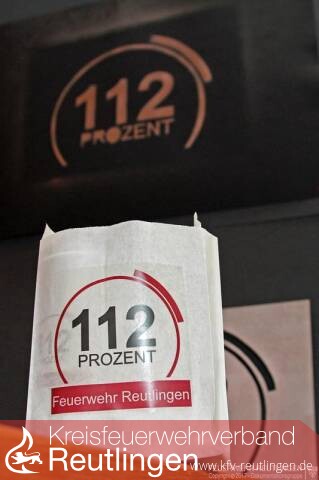 112
PROZENT
112
PROZENT
Feuerwehr Reutlingen
Kreisfeuerwehrverband
Reutlingen
www.kfv-reutlingen.de